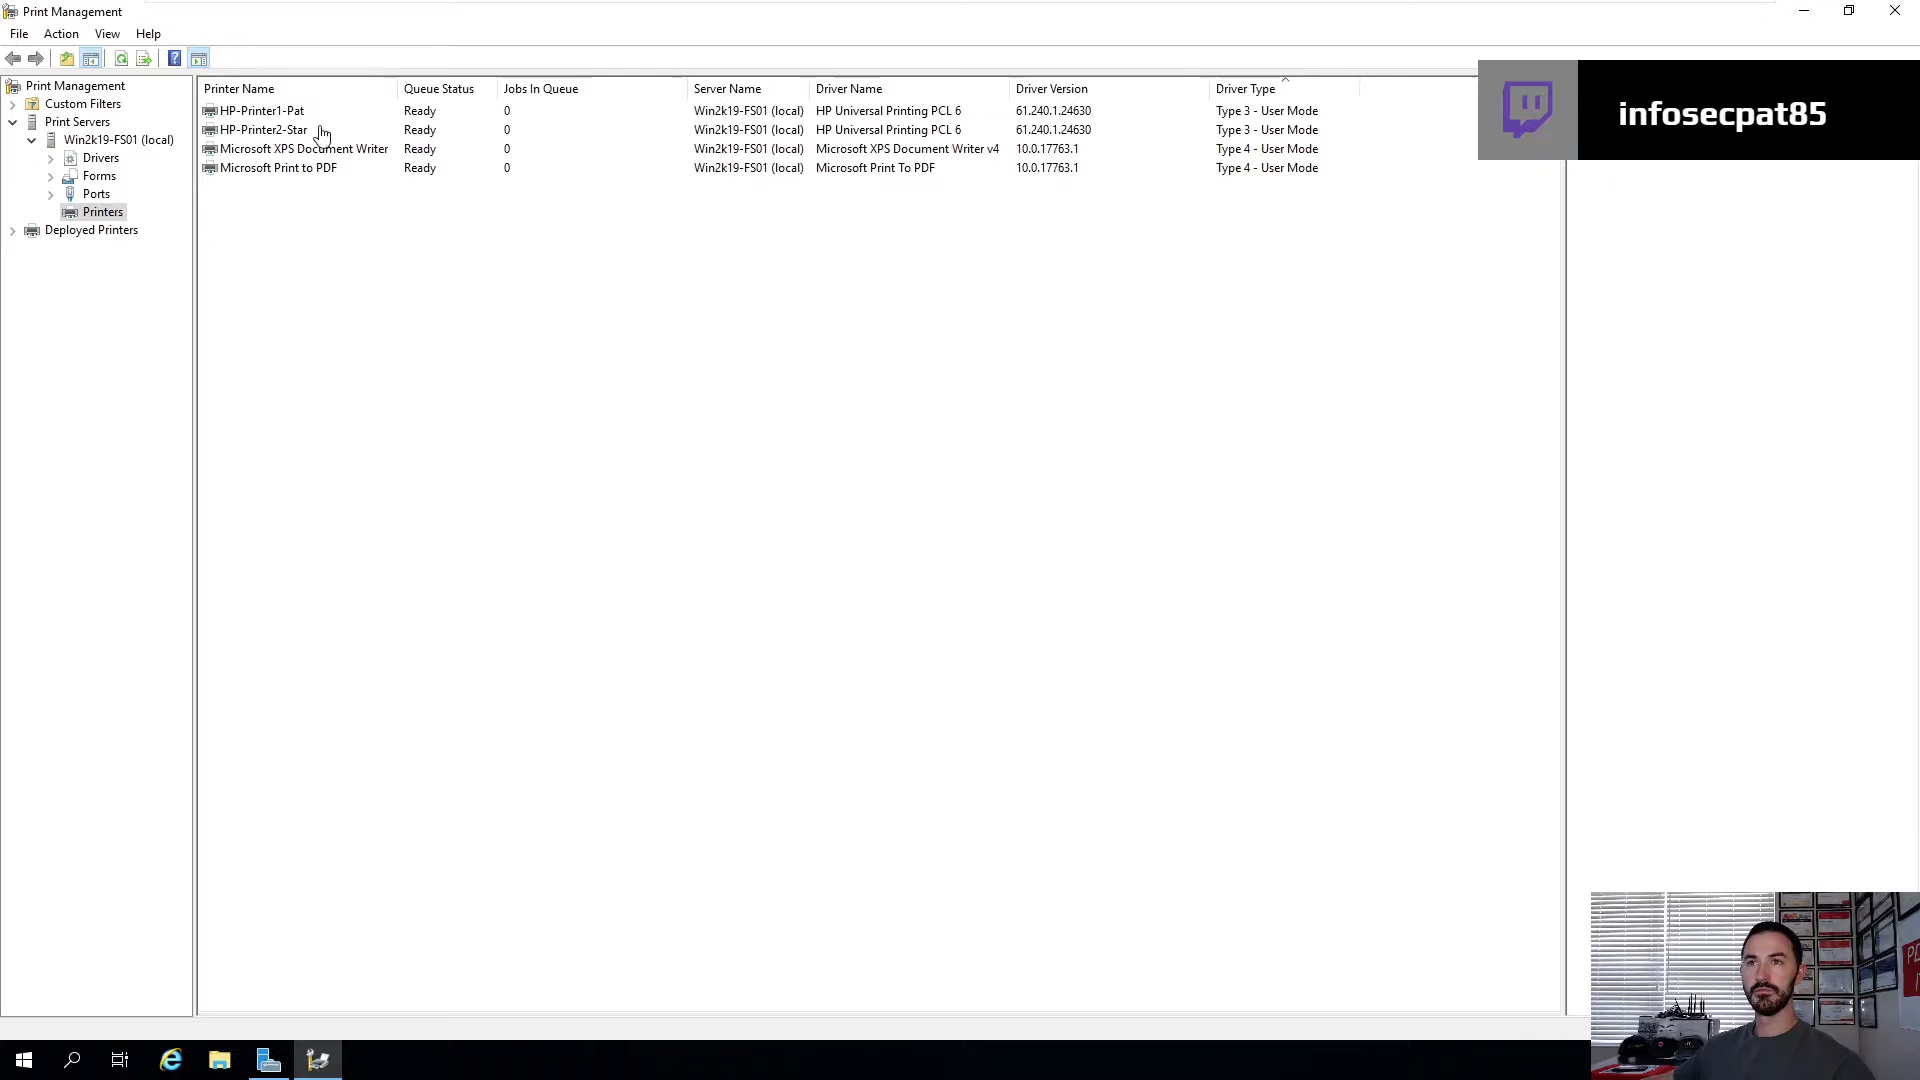 Print Management
File Action View Help
Print Management
Custom Filters
Print Servers
Win2k19-FS01 (local)
Drivers
Forms
Ports
Printers
Deployed Printers
Printer Name Queue Status Jobs In Queue Server Name Driver Name Driver Version Driver Type
HP-Printer1-Pat Ready 0 Win2k19-FS01 (local) HP Universal Printing PCL 6 61.240.1.24630 Type 3 - User Mode
HP-Printer2-Star Ready 0 Win2k19-FS01 (local) HP Universal Printing PCL 6 61.240.1.24630 Type 3 - User Mode
Microsoft XPS Document Writer Ready 0 Win2k19-FS01 (local) Microsoft XPS Document Writer v4 10.0.17763.1 Type 4 - User Mode
Microsoft Print to PDF Ready 0 Win2k19-FS01 (local) Microsoft Print To PDF 10.0.17763.1 Type 4 - User Mode
infosecpat85